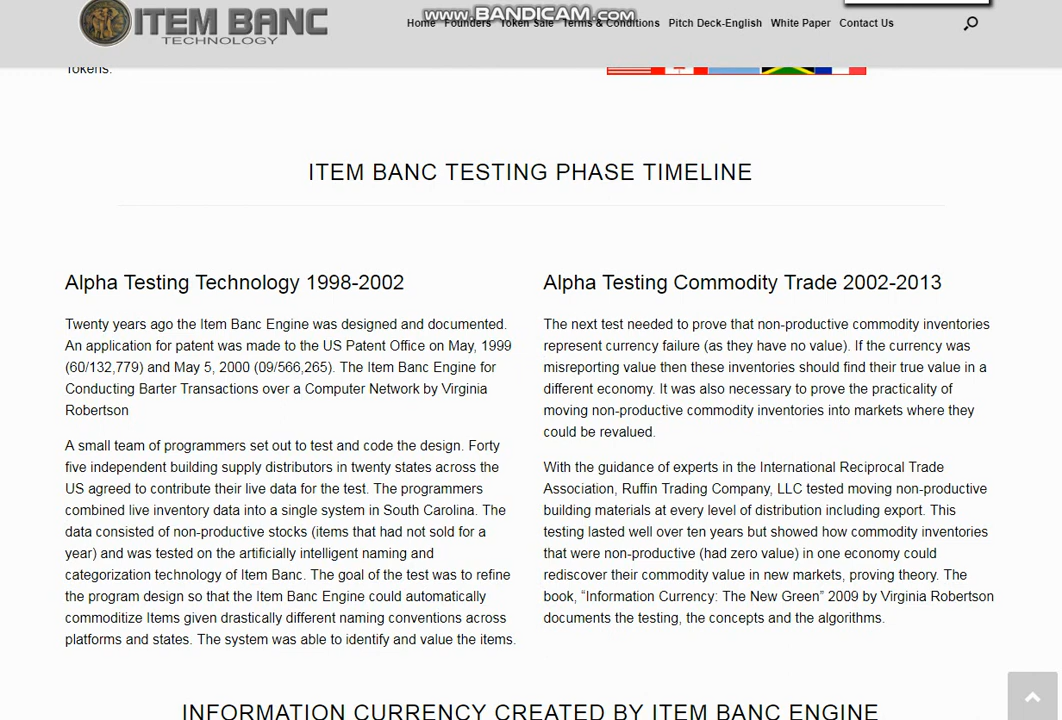 ITEM BANC
TECHNOLOGY
www.BANDICAM.com
Home Founders Token Sale Terms & Conditions Pitch Deck-English White Paper Contact Us
Tokens.
ITEM BANC TESTING PHASE TIMELINE
Alpha Testing Technology 1998-2002
Twenty years ago the Item Banc Engine was designed and documented.
An application for patent was made to the US Patent Office on May, 1999
(60/132,779) and May 5, 2000 (09/566,265). The Item Banc Engine for
Conducting Barter Transactions over a Computer Network by Virginia
Robertson
A small team of programmers set out to test and code the design. Forty
five independent building supply distributors in twenty states across the
US agreed to contribute their live data for the test. The programmers
combined live inventory data into a single system in South Carolina. The
data consisted of non-productive stocks (items that had not sold for a
year) and was tested on the artificially intelligent naming and
categorization technology of Item Banc. The goal of the test was to refine
the program design so that the Item Banc Engine could automatically
commoditize Items given drastically different naming conventions across
platforms and states. The system was able to identify and value the items.
Alpha Testing Commodity Trade 2002-2013
The next test needed to prove that non-productive commodity inventories
represent currency failure (as they have no value). If the currency was
misreporting value then these inventories should find their true value in a
different economy. It was also necessary to prove the practicality of
moving non-productive commodity inventories into markets where they
could be revalued.
With the guidance of experts in the International Reciprocal Trade
Association, Ruffin Trading Company, LLC tested moving non-productive
building materials at every level of distribution including export. This
testing lasted well over ten years but showed how commodity inventories
that were non-productive (had zero value) in one economy could
rediscover their commodity value in new markets, proving theory. The
book, “Information Currency: The New Green” 2009 by Virginia Robertson
documents the testing, the concepts and the algorithms.
INFORMATION CURRENCY CREATED BY ITEM BANC ENGINE